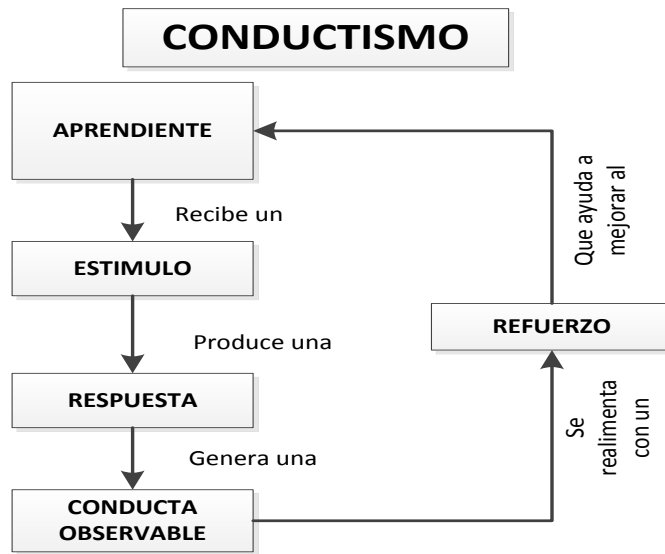 CONDUCTISMO
APRENDIENTE
Recibe un
ESTIMULO
Produce una
RESPUESTA
Genera una
CONDUCTA
OBSERVABLE
Se
realimenta
con un
REFUERZO
Que ayuda a
mejorar al